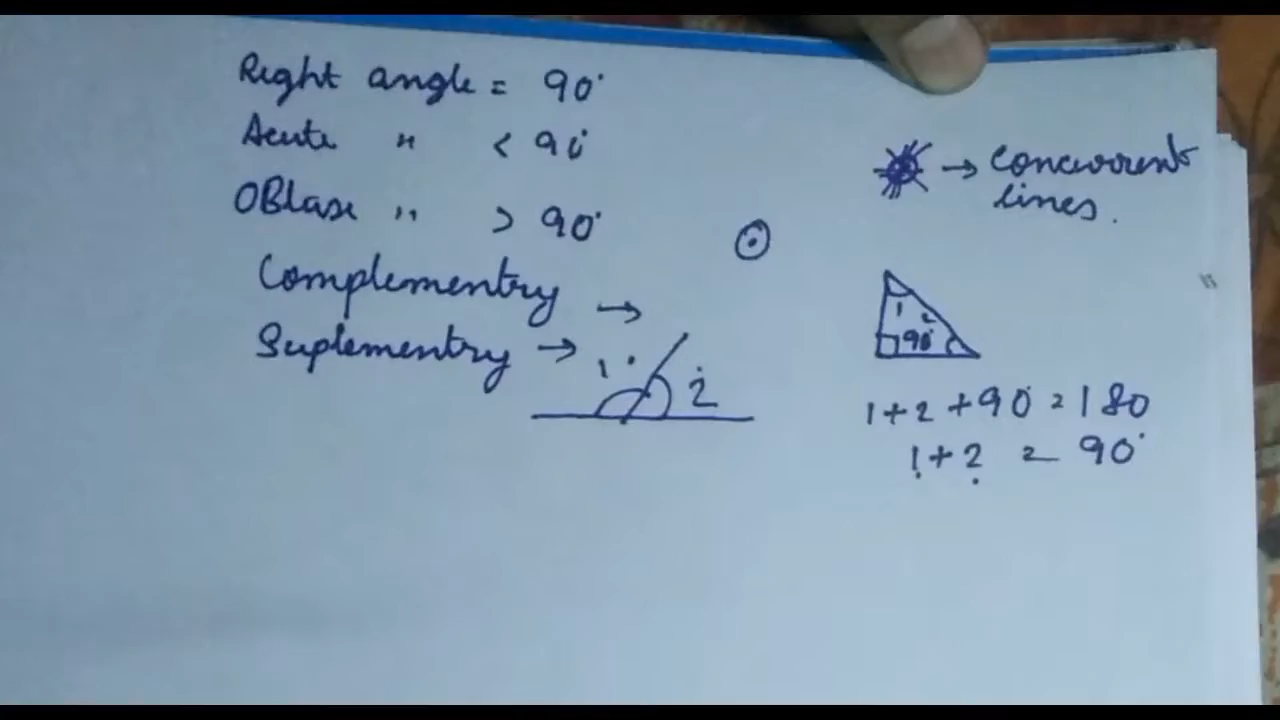 Right angle = 90°
Acute " < 90°
OBlase " > 90°
Complementry →
Suplementry →
1 2
→ concurrent
lines.
1 2
90°
1+2+90°=180
1+2 = 90°